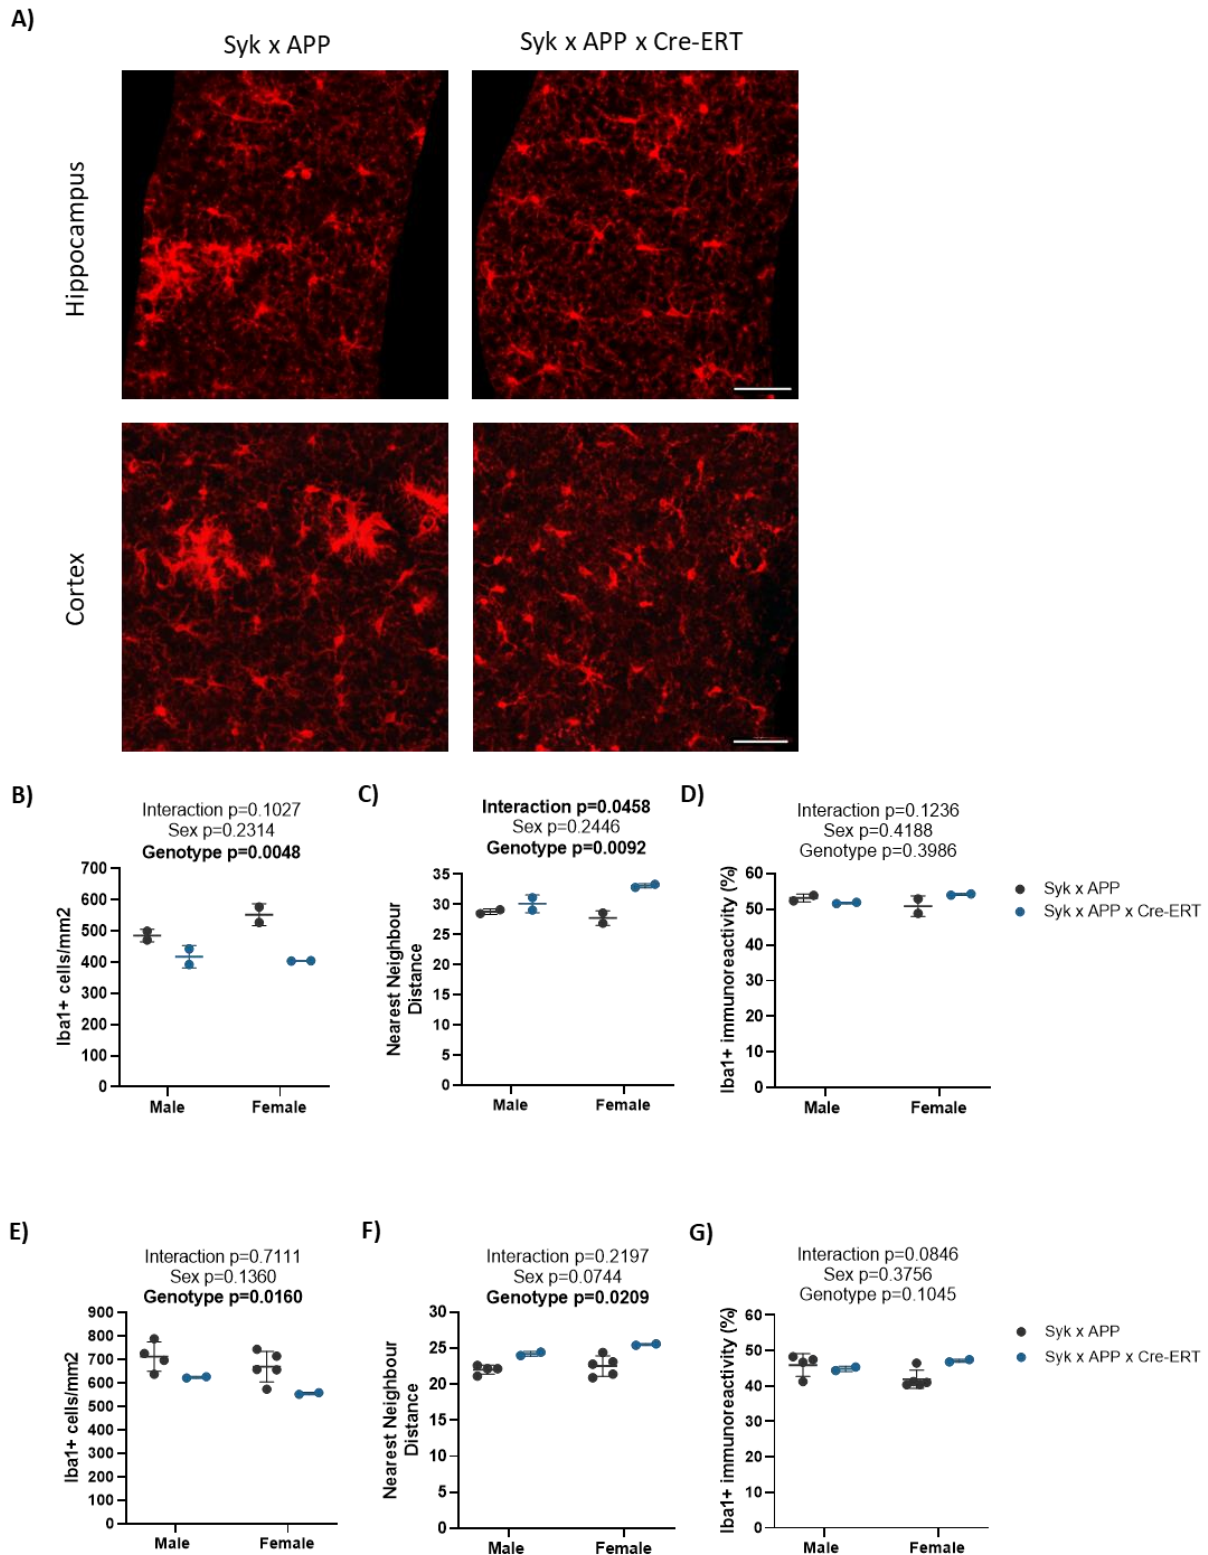 A)
Syk x APP
Syk x APP x Cre-ERT
Hippocampus
Cortex
B)
Interaction p=0.1027
Sex p=0.2314
Genotype p=0.0048
Iba1+ cells/mm2
700
600
500
400
300
200
100
0
Male
Female
C)
Interaction p=0.0458
Sex p=0.2446
Genotype p=0.0092
Nearest Neighbour
Distance
35
30
25
20
15
10
5
0
Male
Female
D)
Interaction p=0.1236
Sex p=0.4188
Genotype p=0.3986
Iba1+ immunoreactivity (%)
60
50
40
30
20
10
0
Male
Female
Syk x APP
Syk x APP x Cre-ERT
E)
Interaction p=0.7111
Sex p=0.1360
Genotype p=0.0160
Iba1+ cells/mm2
900
800
700
600
500
400
300
200
100
0
Male
Female
F)
Interaction p=0.2197
Sex p=0.0744
Genotype p=0.0209
Nearest Neighbour
Distance
30
25
20
15
10
5
0
Male
Female
G)
Interaction p=0.0846
Sex p=0.3756
Genotype p=0.1045
Iba1+ immunoreactivity (%)
60
50
40
30
20
10
0
Male
Female
Syk x APP
Syk x APP x Cre-ERT